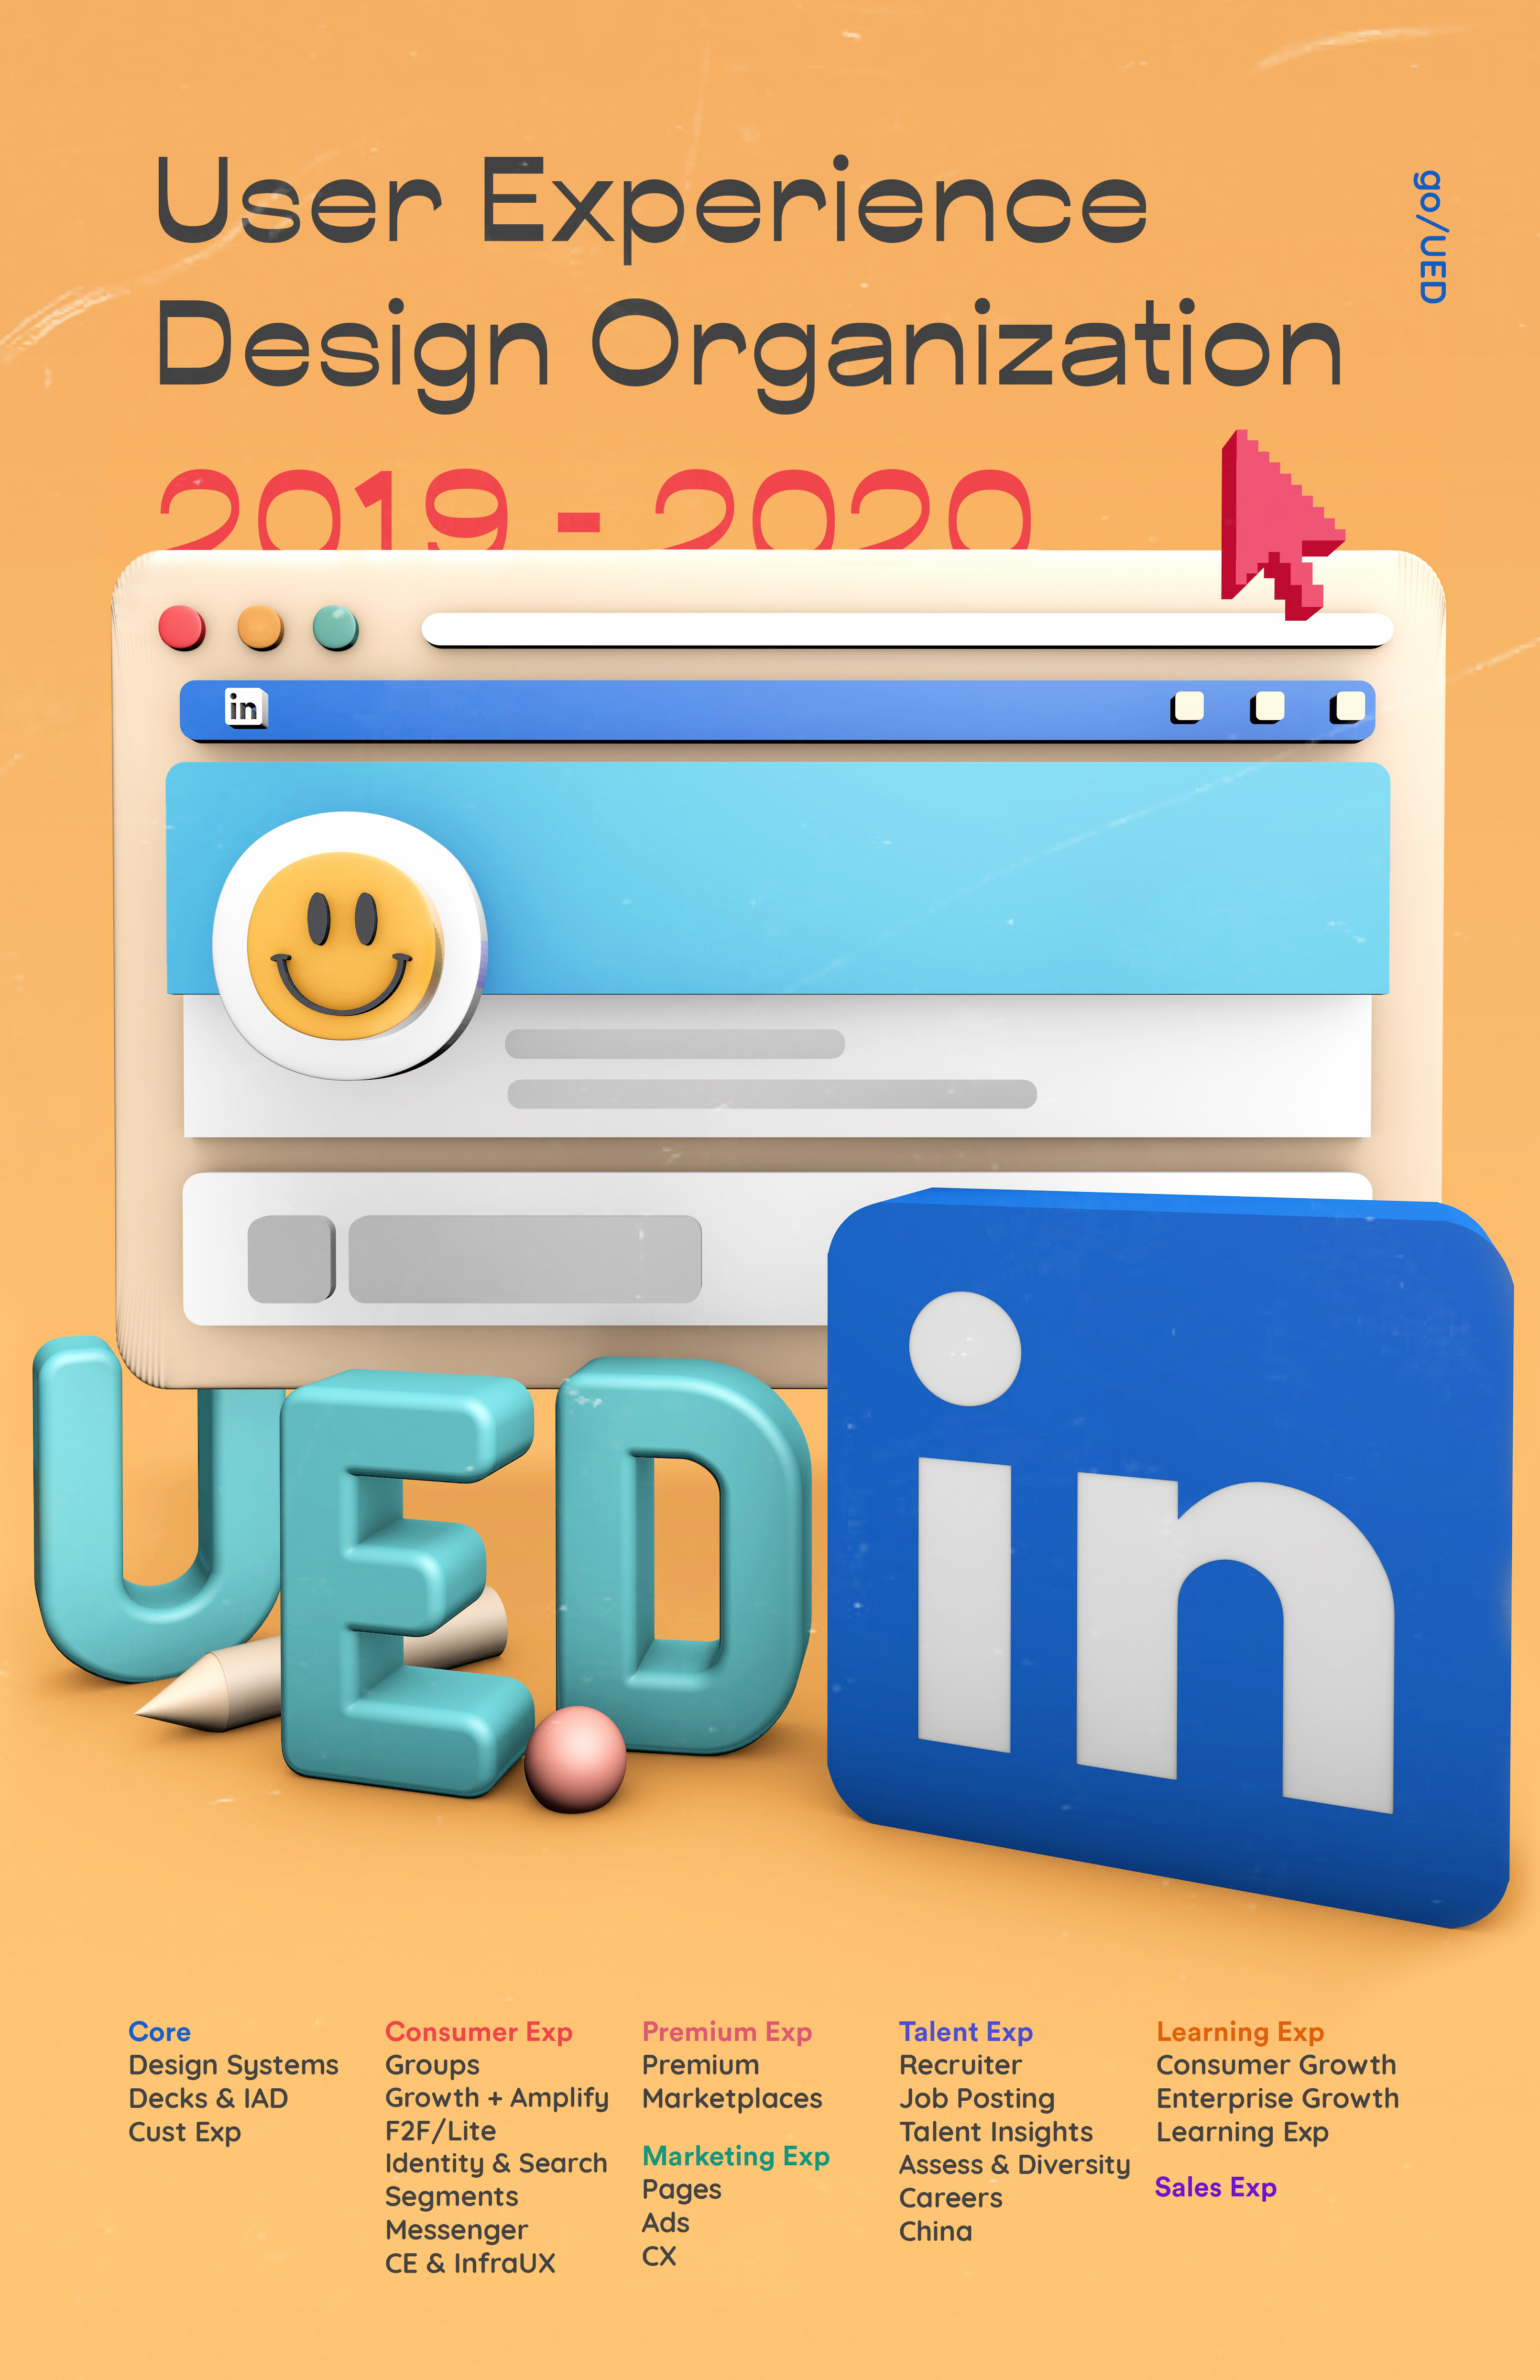 User Experience
Design Organization
go/UED
2019 - 2020
in
UED
in
Core
Design Systems
Decks & IAD
Cust Exp
Consumer Exp
Groups
Growth + Amplify
F2F/Lite
Identity & Search
Segments
Messenger
CE & InfraUX
Premium Exp
Premium
Marketplaces
Marketing Exp
Pages
Ads
CX
Talent Exp
Recruiter
Job Posting
Talent Insights
Assess & Diversity
Careers
China
Learning Exp
Consumer Growth
Enterprise Growth
Learning Exp
Sales Exp